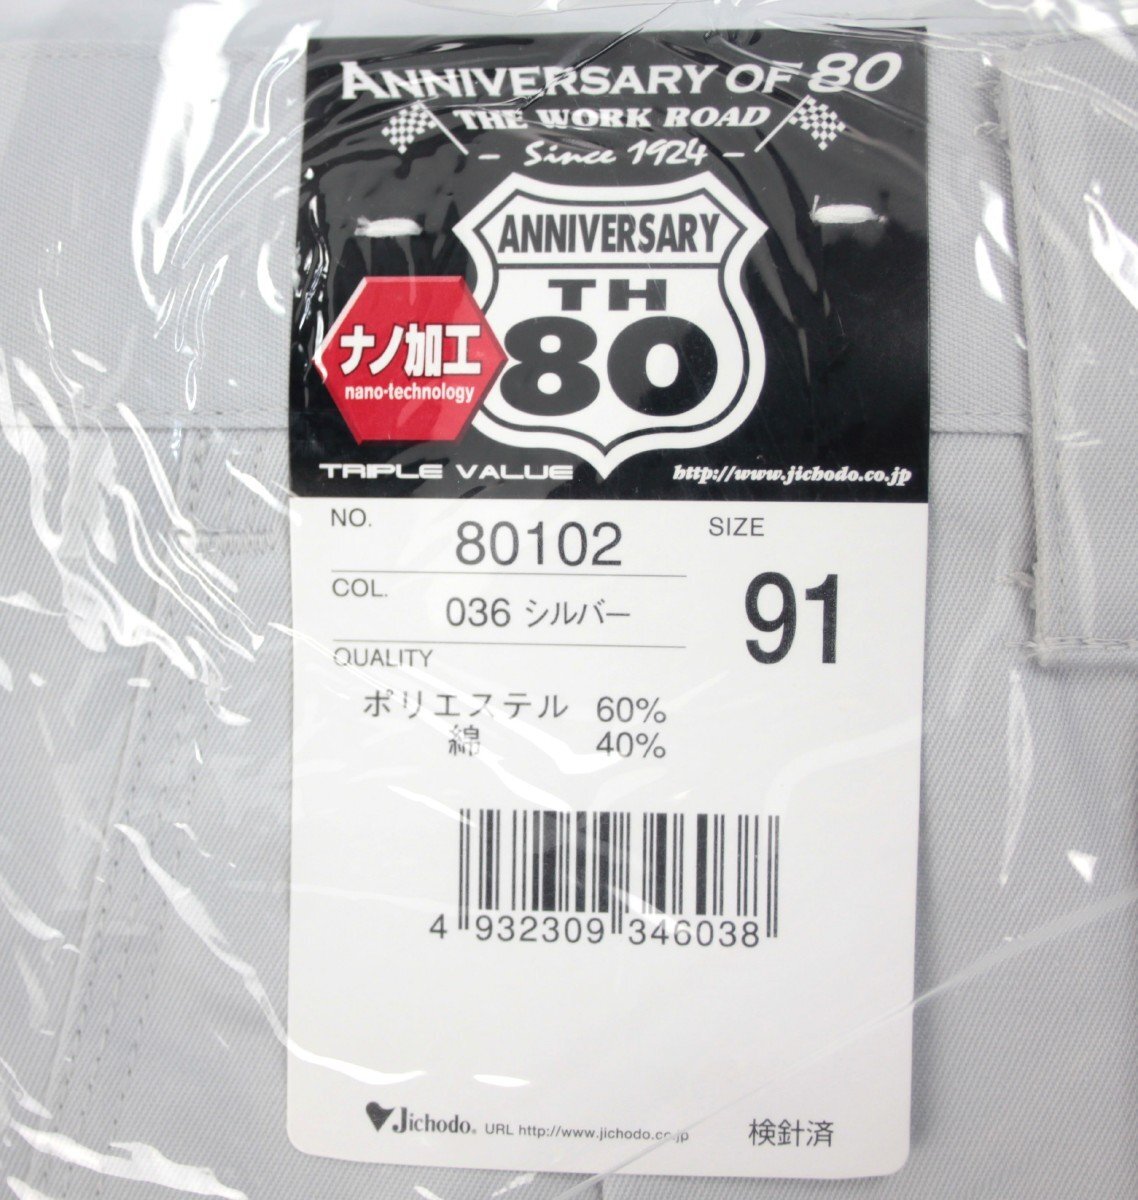 ANNIVERSARY OF 80
THE WORK ROAD
- Since 1924 -
ANNIVERSARY
TH
80
ナノ加工
nano-technology
TRIPLE VALUE
http://www.jichodo.co.jp
NO. 80102
SIZE
91
COL. 036 シルバー
QUALITY
ポリエステル 60%
綿 40%
4 932309 346038
Jichodo® URL http://www.jichodo.co.jp
検針済